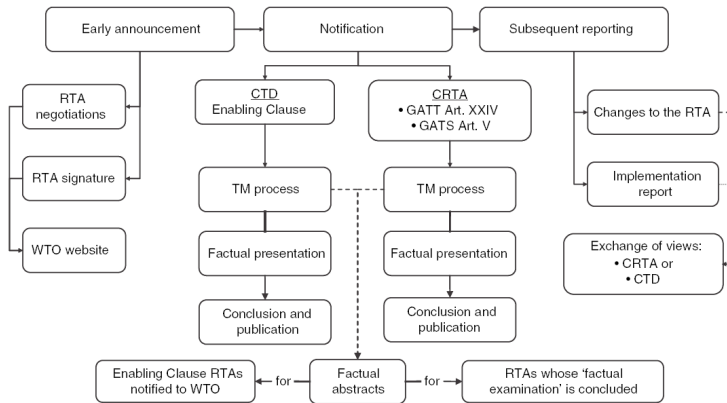 Early announcement
Notification
Subsequent reporting
RTA
negotiations
RTA signature
WTO website
CTD
Enabling Clause
CRTA
• GATT Art. XXIV
• GATS Art. V
TM process
TM process
Factual presentation
Factual presentation
Conclusion and
publication
Conclusion and
publication
Changes to the RTA
Implementation
report
Exchange of views:
• CRTA or
• CTD
Enabling Clause RTAs
notified to WTO
for
Factual
abstracts
for
RTAs whose ‘factual
examination’ is concluded